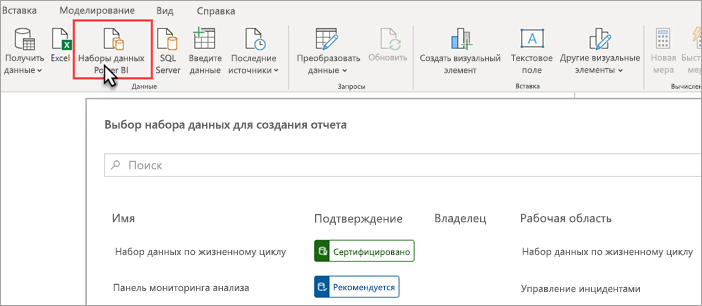 Вставка Моделирование Вид Справка
Получить Excel Наборы данных SQL Введите Последние Преобразовать Обновить Создать визуальный Текстовое Другие визуальные Новая
данные Power BI Server данные источники данные элемент поле элементы мера мера
Данные Запросы Вставка
Выбор набора данных для создания отчета
Поиск
Имя Подтверждение Владелец Рабочая область
Набор данных по жизненному циклу Сертифицировано Набор данных по жизненному циклу
Панель мониторинга анализа Рекомендуется Управление инцидентами